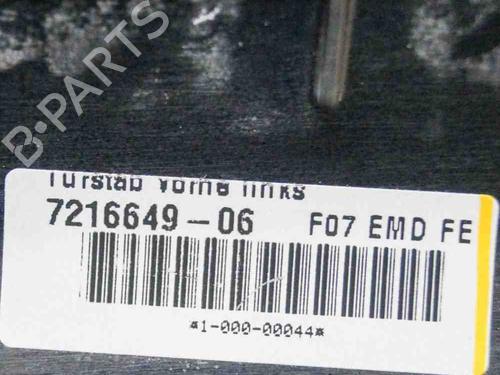 B-PARTS
Türstab vorne links
7216649-06 F07 EMD FE
*1-000-00044*